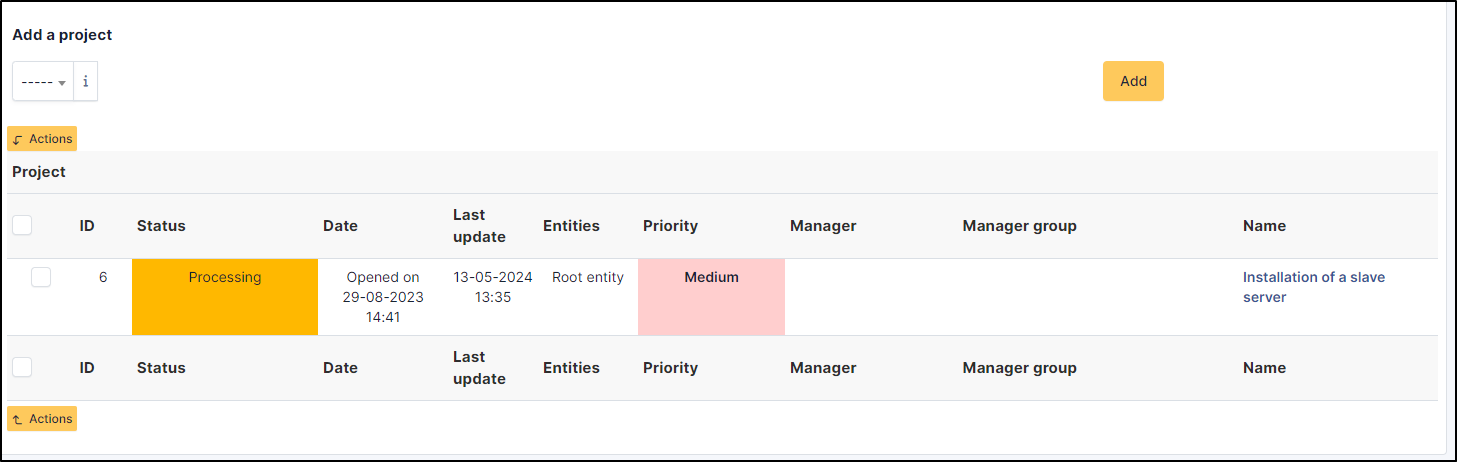 Add a project
----- i Add
Actions
Project
ID Status Date Last update Entities Priority Manager Manager group Name
6 Processing Opened on 29-08-2023 14:41 13-05-2024 13:35 Root entity Medium Installation of a slave server
ID Status Date Last update Entities Priority Manager Manager group Name
Actions